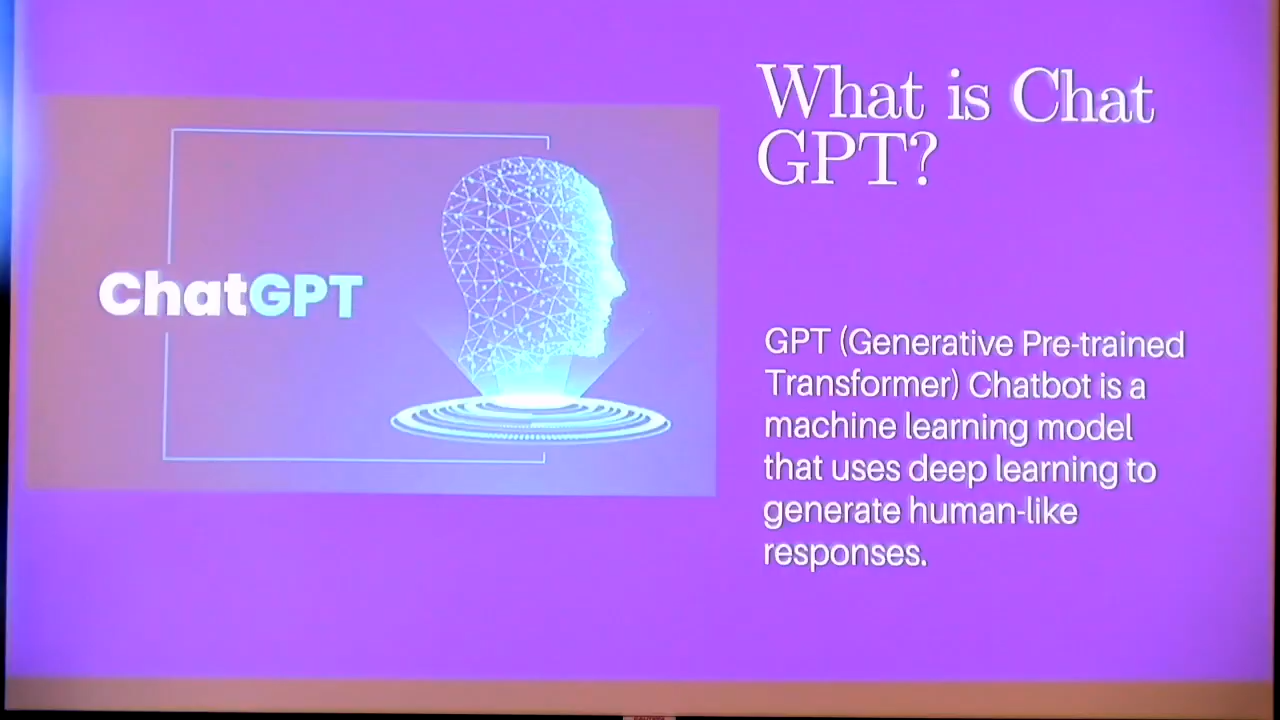 What is Chat
GPT?
ChatGPT
GPT (Generative Pre-trained
Transformer) Chatbot is a
machine learning model
that uses deep learning to
generate human-like
responses.